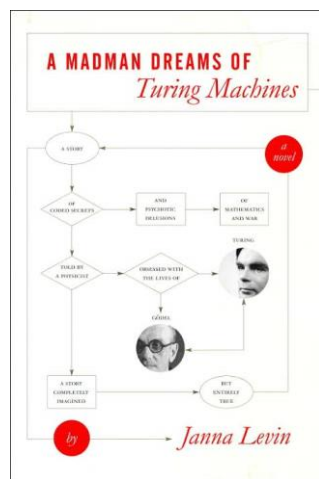 A MADMAN DREAMS OF
Turing Machines
A STORY
a
novel
OF
CODED SECRETS
AND
PSYCHOTIC
DELUSIONS
OF
MATHEMATICS
AND WAR
TOLD BY
A PHYSICIST
OBSESSED WITH
THE LIVES OF
TURING
GÖDEL
A STORY
COMPLETELY
IMAGINED
BUT
ENTIRELY
TRUE
by
Janna Levin